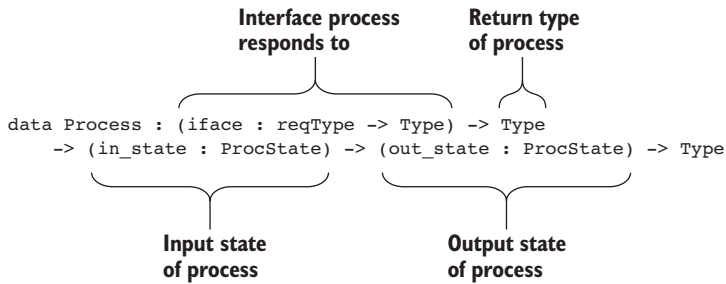 Interface process
responds to
Return type
of process
data Process : (iface : reqType -> Type) -> Type
-> (in_state : ProcState) -> (out_state : ProcState) -> Type
Input state
of process
Output state
of process